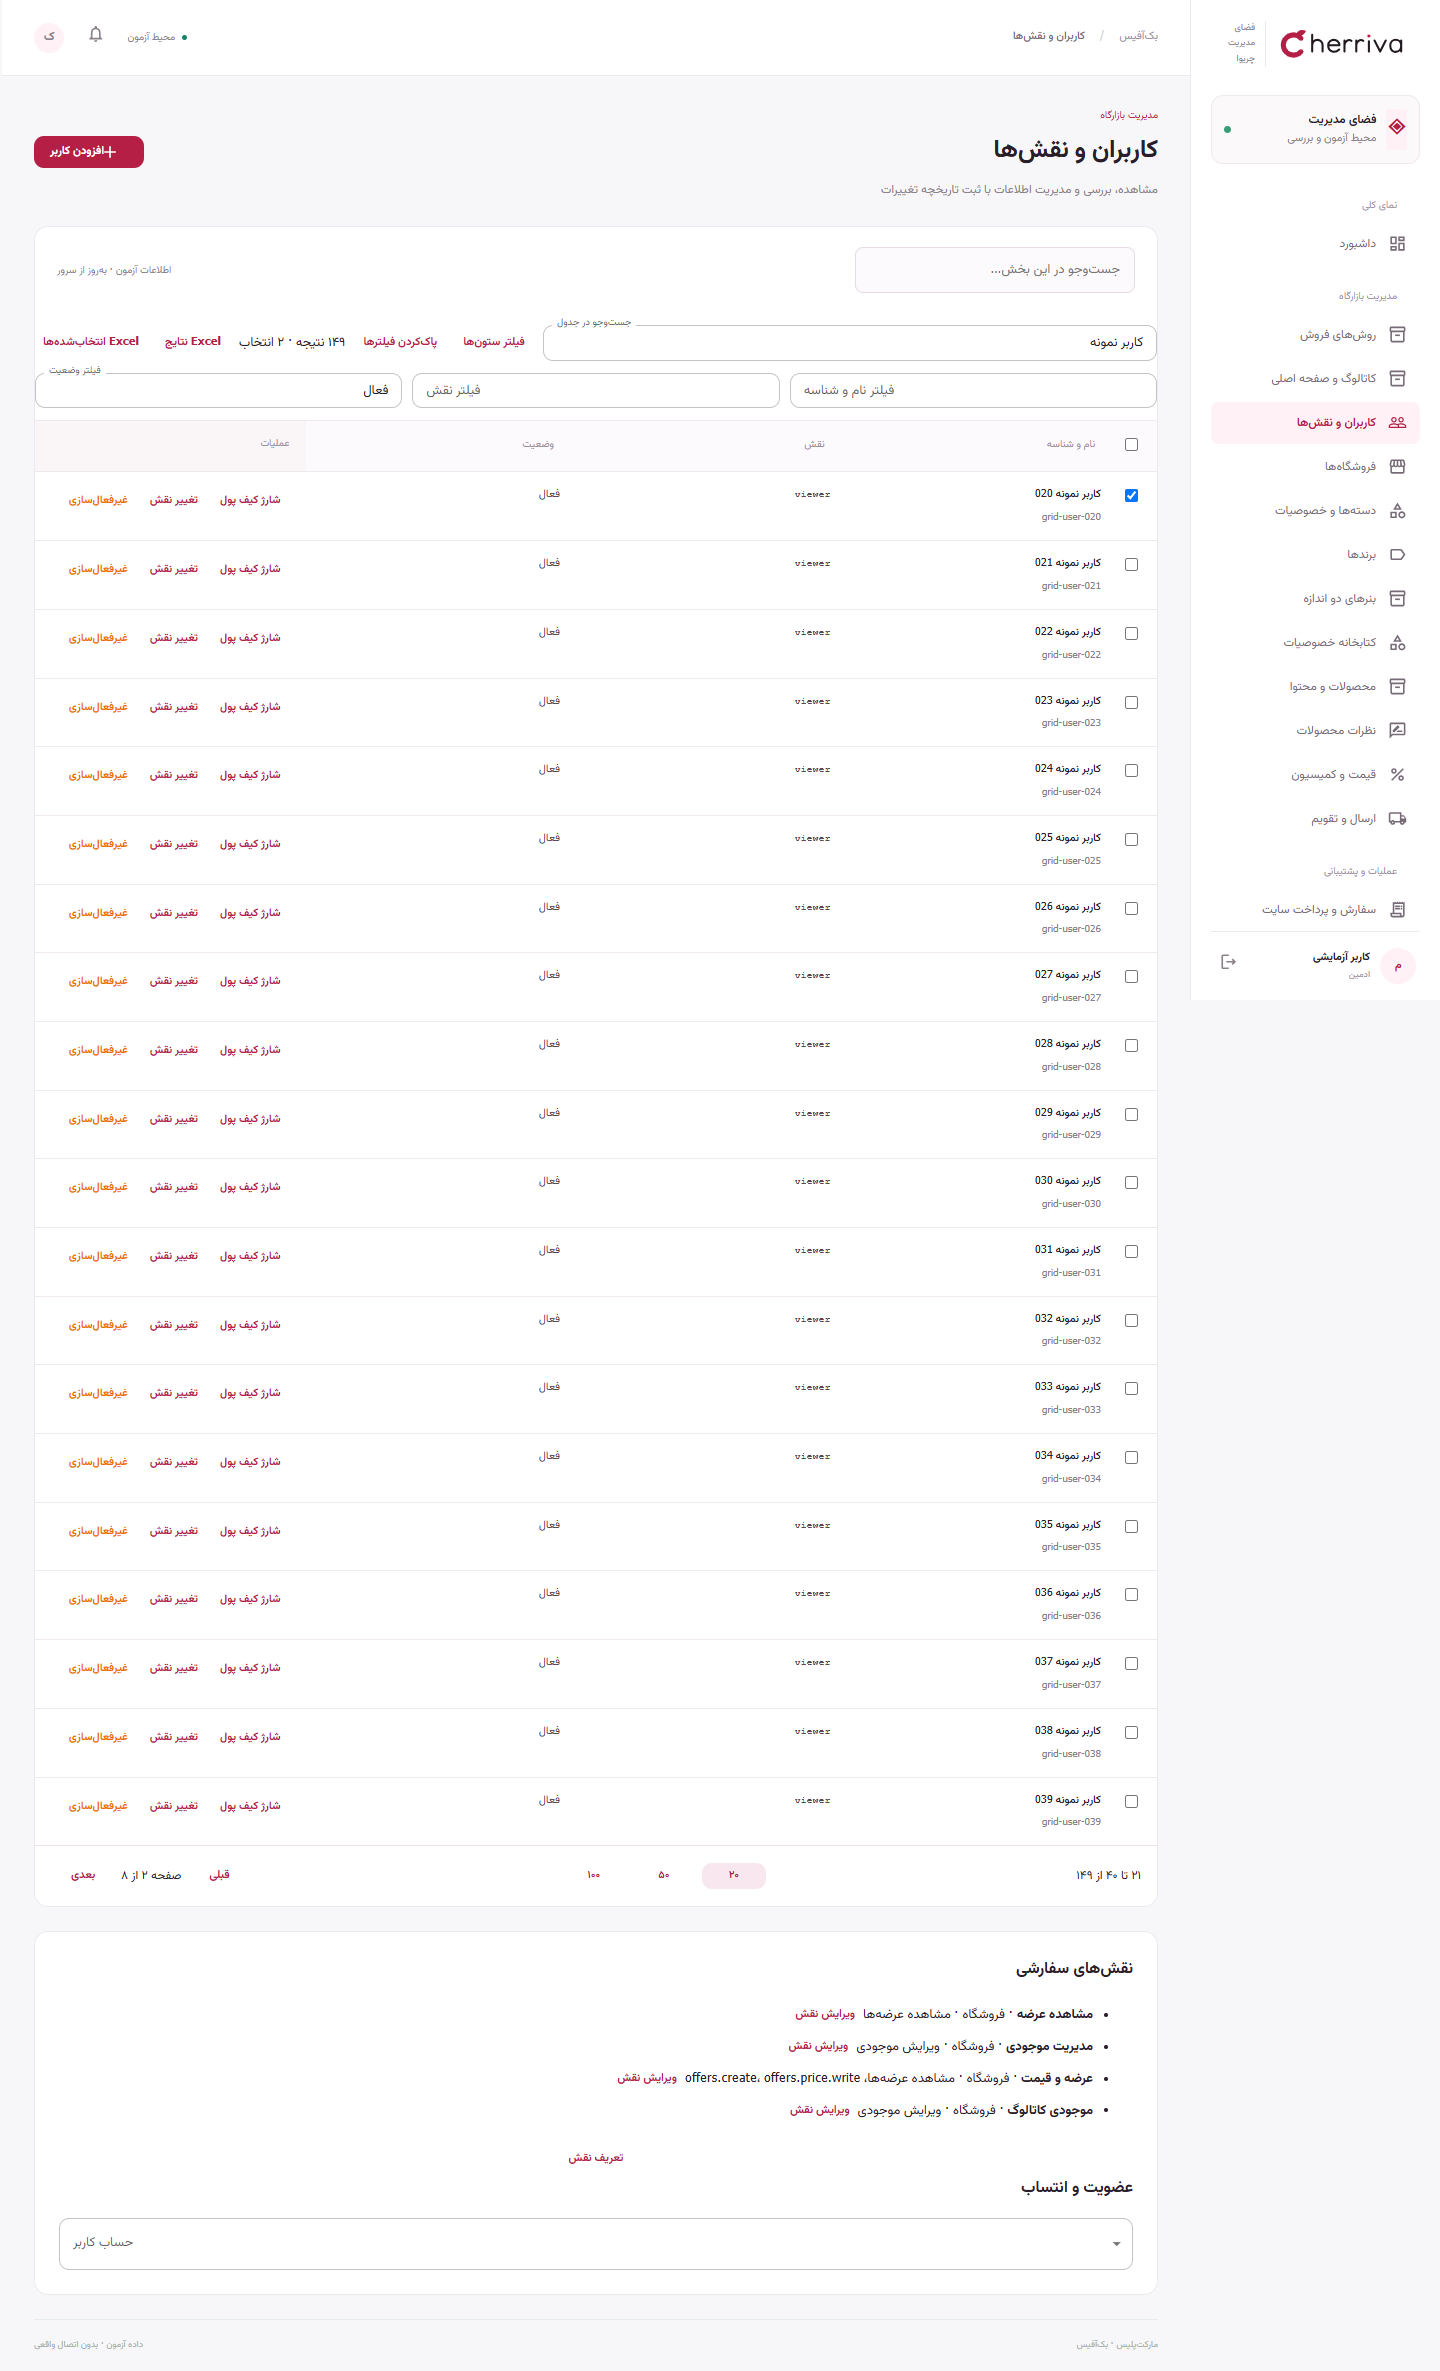 Cherriva
فضای
مدیریت
چریوا
فضای مدیریت
محیط آزمون و بررسی
نمای کلی
داشبورد
مدیریت بازارگاه
روش‌های فروش
کاتالوگ و صفحه اصلی
کاربران و نقش‌ها
فروشگاه‌ها
دسته‌ها و خصوصیات
برندها
بنرهای دو اندازه
کتابخانه خصوصیات
محصولات و محتوا
نظرات محصولات
قیمت و کمیسیون
ارسال و تقویم
عملیات و پشتیبانی
سفارش و پرداخت سایت
م
کاربر آزمایشی
ادمین
بک‌آفیس / کاربران و نقش‌ها
محیط آزمون
ک
مدیریت بازارگاه
کاربران و نقش‌ها
مشاهده، بررسی و مدیریت اطلاعات با ثبت تاریخچه تغییرات
افزودن کاربر
جست‌وجو در این بخش...
اطلاعات آزمون · به‌روز از سرور
جست‌وجو در جدول
کاربر نمونه
فیلتر ستون‌ها پاک‌کردن فیلترها ۱۴۹ نتیجه · ۲ انتخاب Excel نتایج Excel انتخاب‌شده‌ها
فیلتر وضعیت
فیلتر نام و شناسه فیلتر نقش فعال
نام و شناسه نقش وضعیت عملیات
کاربر نمونه 020 viewer فعال شارژ کیف پول تغییر نقش غیرفعال‌سازی
grid-user-020
کاربر نمونه 021 viewer فعال شارژ کیف پول تغییر نقش غیرفعال‌سازی
grid-user-021
کاربر نمونه 022 viewer فعال شارژ کیف پول تغییر نقش غیرفعال‌سازی
grid-user-022
کاربر نمونه 023 viewer فعال شارژ کیف پول تغییر نقش غیرفعال‌سازی
grid-user-023
کاربر نمونه 024 viewer فعال شارژ کیف پول تغییر نقش غیرفعال‌سازی
grid-user-024
کاربر نمونه 025 viewer فعال شارژ کیف پول تغییر نقش غیرفعال‌سازی
grid-user-025
کاربر نمونه 026 viewer فعال شارژ کیف پول تغییر نقش غیرفعال‌سازی
grid-user-026
کاربر نمونه 027 viewer فعال شارژ کیف پول تغییر نقش غیرفعال‌سازی
grid-user-027
کاربر نمونه 028 viewer فعال شارژ کیف پول تغییر نقش غیرفعال‌سازی
grid-user-028
کاربر نمونه 029 viewer فعال شارژ کیف پول تغییر نقش غیرفعال‌سازی
grid-user-029
کاربر نمونه 030 viewer فعال شارژ کیف پول تغییر نقش غیرفعال‌سازی
grid-user-030
کاربر نمونه 031 viewer فعال شارژ کیف پول تغییر نقش غیرفعال‌سازی
grid-user-031
کاربر نمونه 032 viewer فعال شارژ کیف پول تغییر نقش غیرفعال‌سازی
grid-user-032
کاربر نمونه 033 viewer فعال شارژ کیف پول تغییر نقش غیرفعال‌سازی
grid-user-033
کاربر نمونه 034 viewer فعال شارژ کیف پول تغییر نقش غیرفعال‌سازی
grid-user-034
کاربر نمونه 035 viewer فعال شارژ کیف پول تغییر نقش غیرفعال‌سازی
grid-user-035
کاربر نمونه 036 viewer فعال شارژ کیف پول تغییر نقش غیرفعال‌سازی
grid-user-036
کاربر نمونه 037 viewer فعال شارژ کیف پول تغییر نقش غیرفعال‌سازی
grid-user-037
کاربر نمونه 038 viewer فعال شارژ کیف پول تغییر نقش غیرفعال‌سازی
grid-user-038
کاربر نمونه 039 viewer فعال شارژ کیف پول تغییر نقش غیرفعال‌سازی
grid-user-039
۲۱ تا ۴۰ از ۱۴۹ ۲۰ ۵۰ ۱۰۰ قبلی صفحه ۲ از ۸ بعدی
نقش‌های سفارشی
• مشاهده عرضه · فروشگاه · مشاهده عرضه‌ها ویرایش نقش
• مدیریت موجودی · فروشگاه · ویرایش موجودی ویرایش نقش
• عرضه و قیمت · فروشگاه · مشاهده عرضه‌ها، offers.create، offers.price.write ویرایش نقش
• موجودی کاتالوگ · فروشگاه · ویرایش موجودی ویرایش نقش
تعریف نقش
عضویت و انتساب
حساب کاربر
مارکت‌پلیس · بک‌آفیس
داده آزمون · بدون اتصال واقعی